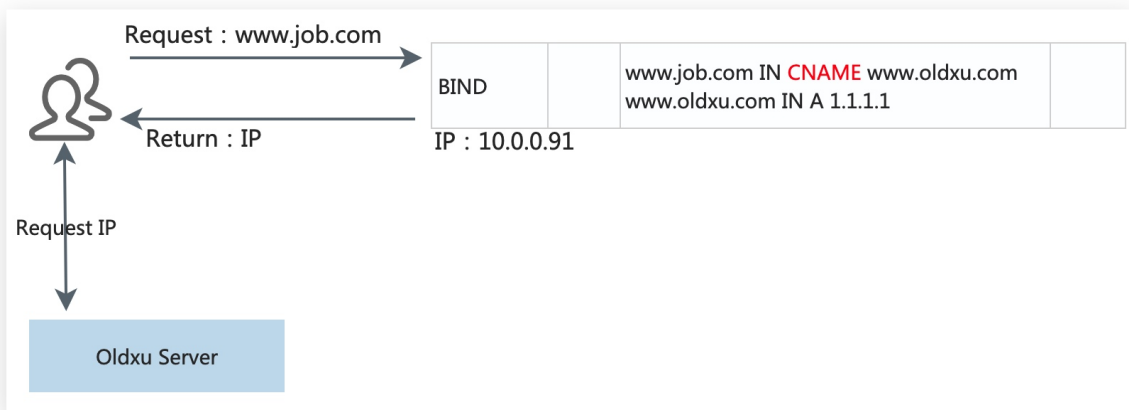 Request：www.job.com
BIND
www.job.com IN CNAME www.oldxu.com
www.oldxu.com IN A 1.1.1.1
Return：IP
IP：10.0.0.91
Request IP
Oldxu Server